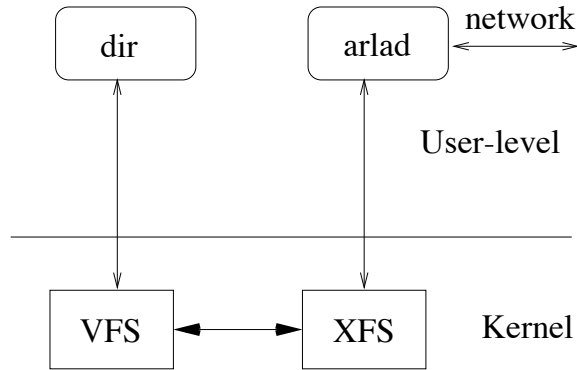 network
dir
arlad
User-level
VFS
XFS
Kernel